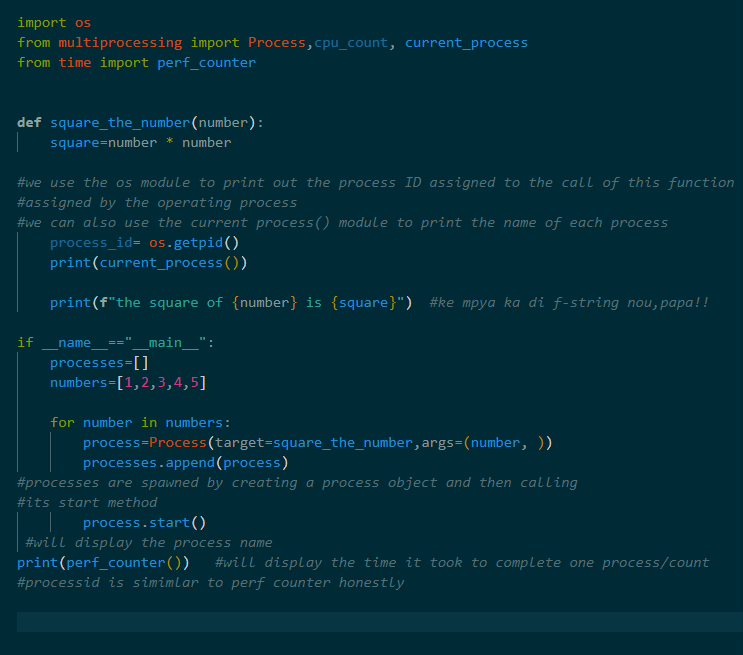 import os
from multiprocessing import Process,cpu_count, current_process
from time import perf_counter
def square_the_number(number):
square=number * number
#we use the os module to print out the process ID assigned to the call of this function
#assigned by the operating process
#we can also use the current process() module to print the name of each process
process_id= os.getpid()
print(current_process())
print(f"the square of {number} is {square}")  #ke mpya ka di f-string nou,papa!!
if __name__=="__main__":
processes=[]
numbers=[1,2,3,4,5]
for number in numbers:
process=Process(target=square_the_number,args=(number, ))
processes.append(process)
#processes are spawned by creating a process object and then calling
#its start method
process.start()
#will display the process name
print(perf_counter())   #will display the time it took to complete one process/count
#processid is simimlar to perf counter honestly